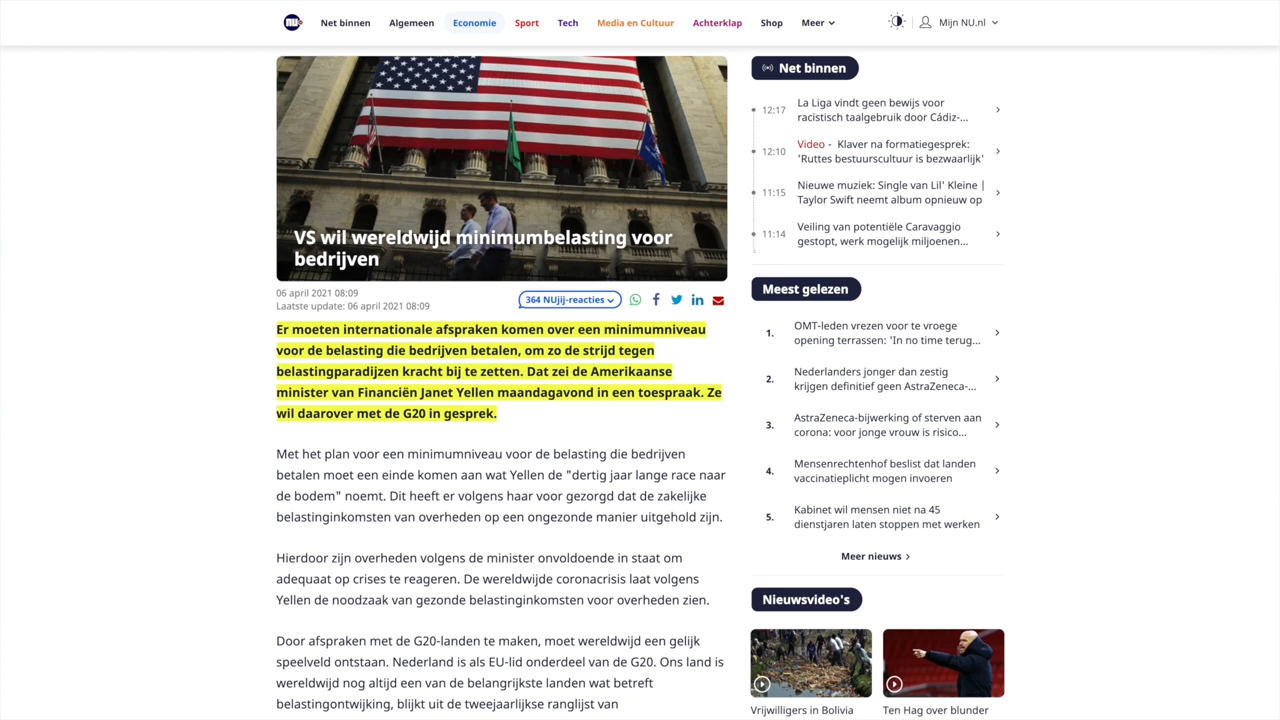 nu.nl
Net binnen
Algemeen
Economie
Sport
Tech
Media en Cultuur
Achterklap
Shop
Meer
Mijn NU.nl
VS wil wereldwijd minimumbelasting voor
bedrijven
06 april 2021 08:09
Laatste update: 06 april 2021 08:09
364 NUjij-reacties
Er moeten internationale afspraken komen over een minimumniveau
voor de belasting die bedrijven betalen, om zo de strijd tegen
belastingparadijzen kracht bij te zetten. Dat zei de Amerikaanse
minister van Financiën Janet Yellen maandagavond in een toespraak. Ze
wil daarover met de G20 in gesprek.
Met het plan voor een minimumniveau voor de belasting die bedrijven
betalen moet een einde komen aan wat Yellen de "dertig jaar lange race naar
de bodem" noemt. Dit heeft er volgens haar voor gezorgd dat de zakelijke
belastinginkomsten van overheden op een ongezonde manier uitgehold zijn.
Hierdoor zijn overheden volgens de minister onvoldoende in staat om
adequaat op crises te reageren. De wereldwijde coronacrisis laat volgens
Yellen de noodzaak van gezonde belastinginkomsten voor overheden zien.
Door afspraken met de G20-landen te maken, moet wereldwijd een gelijk
speelveld ontstaan. Nederland is als EU-lid onderdeel van de G20. Ons land is
wereldwijd nog altijd een van de belangrijkste landen wat betreft
belastingontwijking, blijkt uit de tweejaarlijkse ranglijst van
Net binnen
12:17 La Liga vindt geen bewijs voor
racistisch taalgebruik door Cádiz-...
12:10 Video - Klaver na formatiegesprek:
'Ruttes bestuurscultuur is bezwaarlijk'
11:15 Nieuwe muziek: Single van Lil' Kleine |
Taylor Swift neemt album opnieuw op
11:14 Veiling van potentiële Caravaggio
gestopt, werk mogelijk miljoenen...
Meest gelezen
1. OMT-leden vrezen voor te vroege
opening terrassen: 'In no time terug...
2. Nederlanders jonger dan zestig
krijgen definitief geen AstraZeneca-...
3. AstraZeneca-bijwerking of sterven aan
corona: voor jonge vrouw is risico...
4. Mensenrechtenhof beslist dat landen
vaccinatieplicht mogen invoeren
5. Kabinet wil mensen niet na 45
dienstjaren laten stoppen met werken
Meer nieuws
Nieuwsvideo's
Vrijwilligers in Bolivia
Ten Hag over blunder